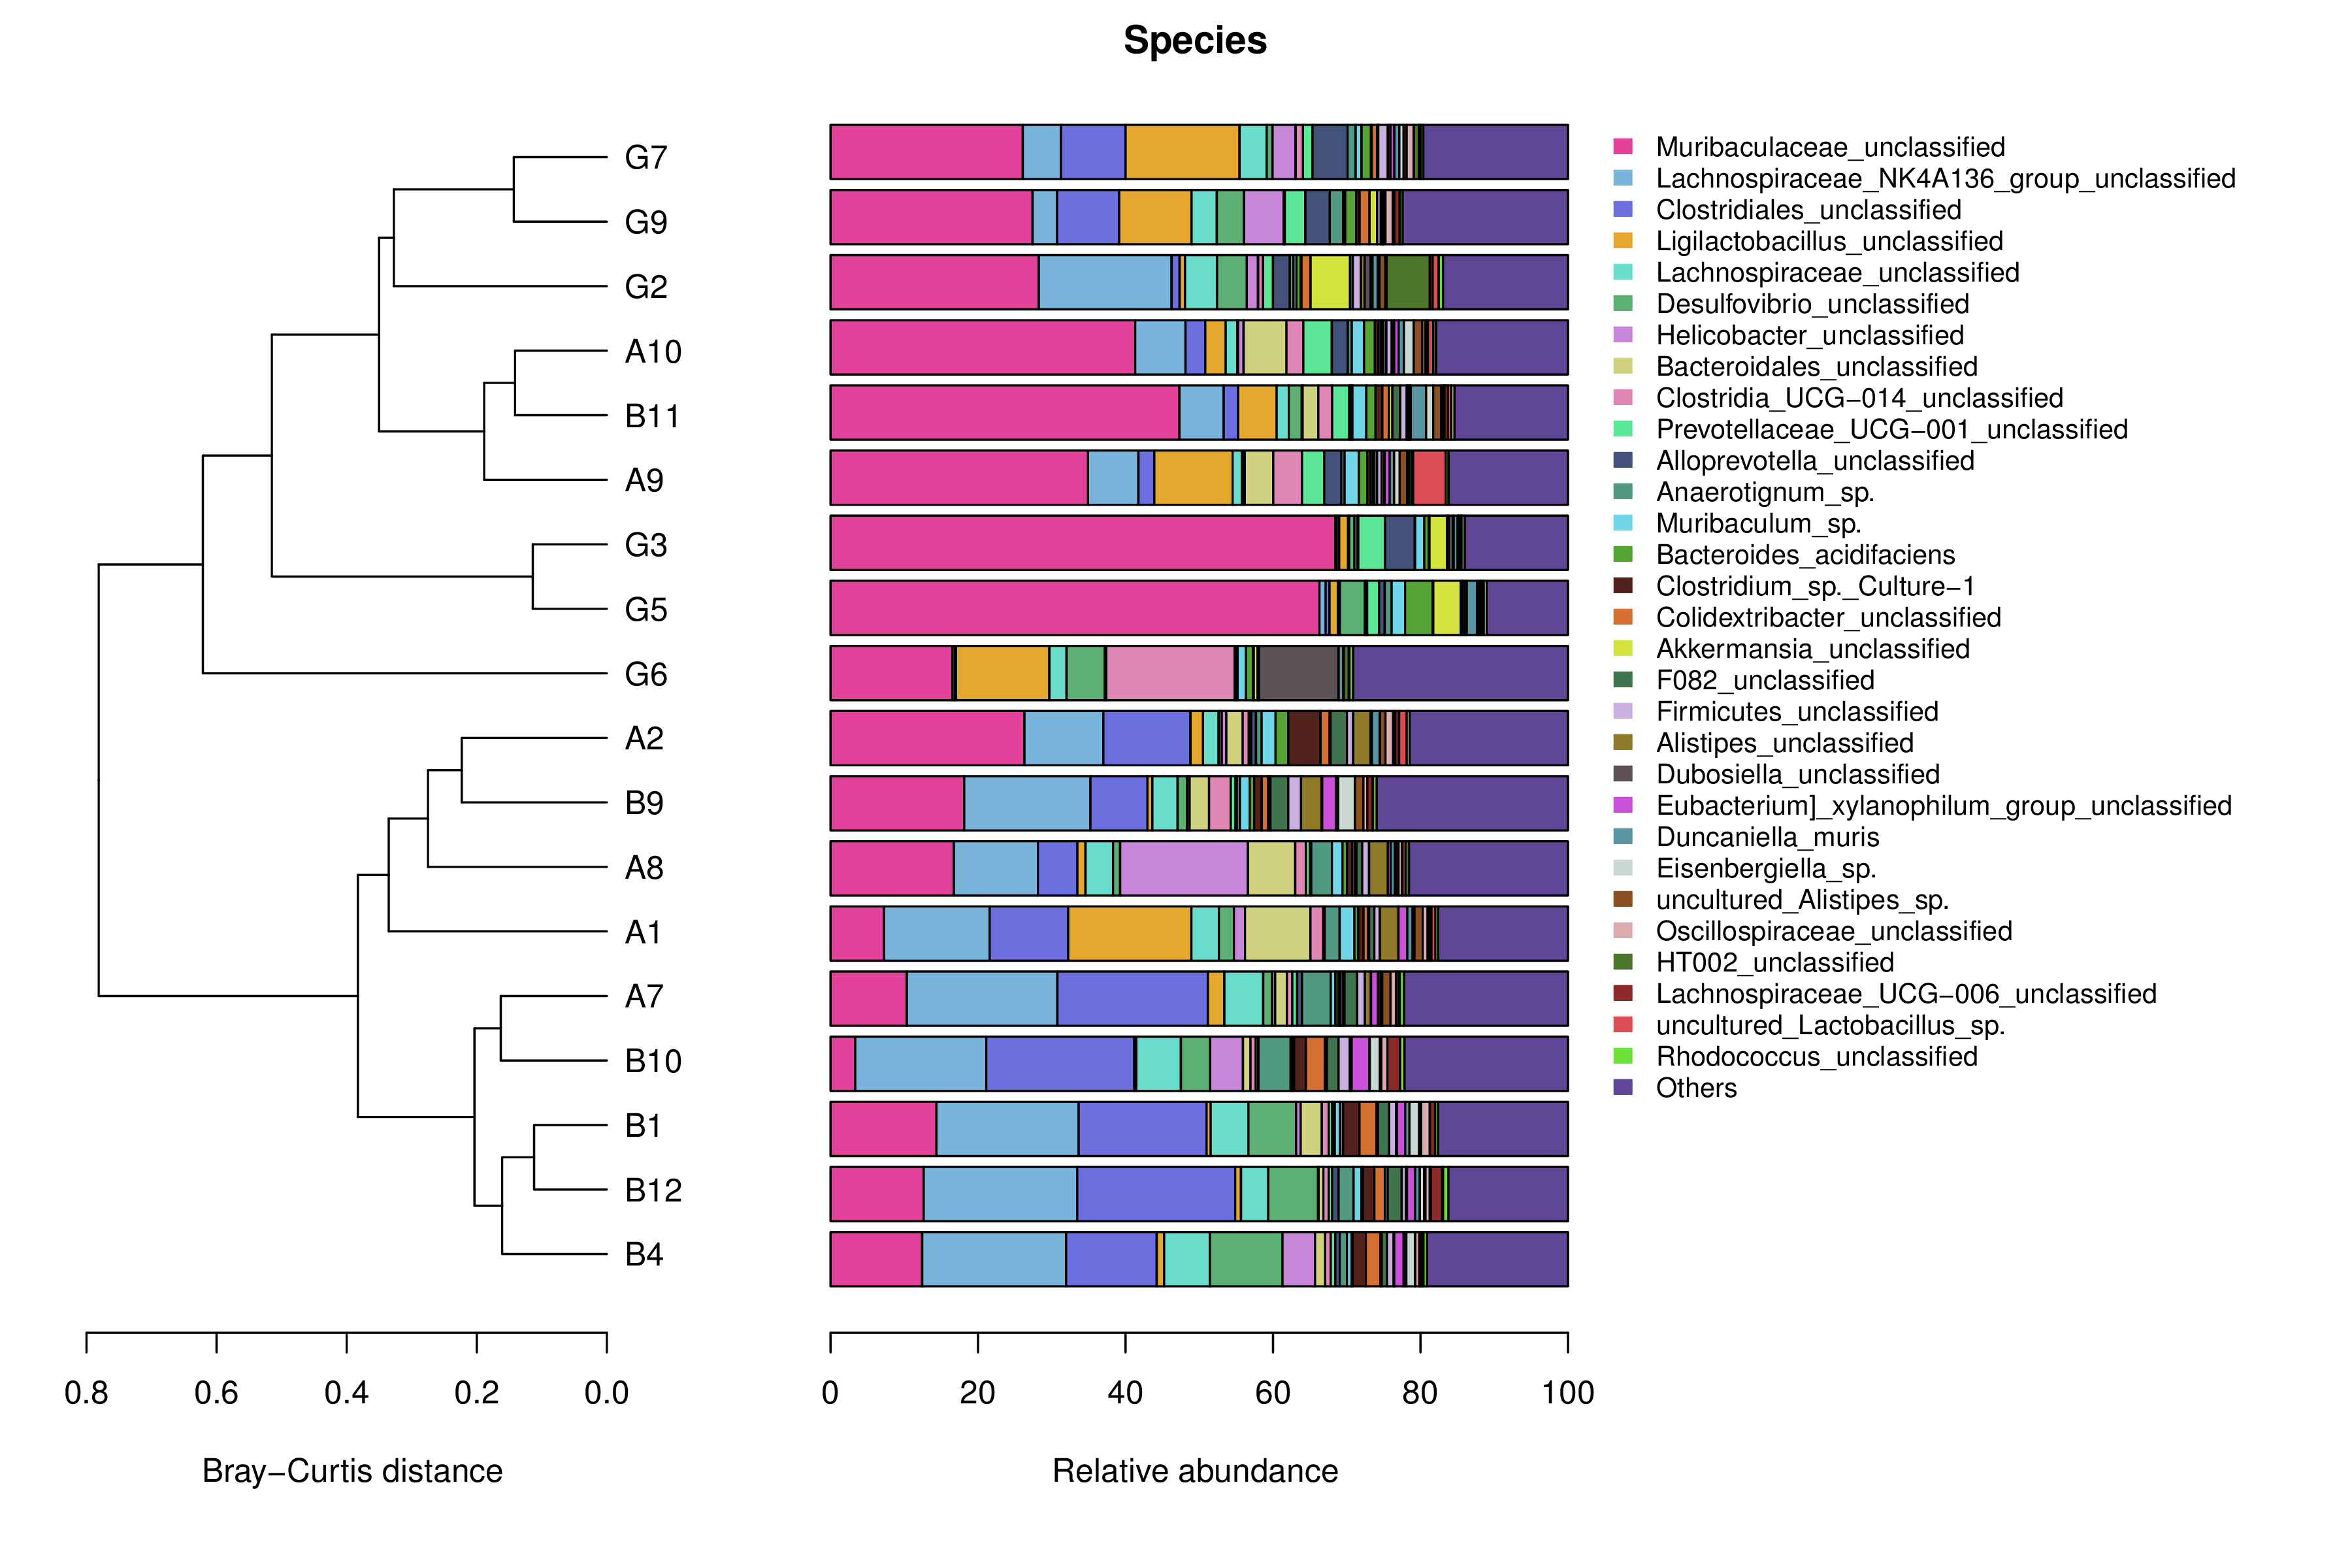 Species
G7
G9
G2
A10
B11
A9
G3
G5
G6
A2
B9
A8
A1
A7
B10
B1
B12
B4
Muribaculaceae_unclassified
Lachnospiraceae_NK4A136_group_unclassified
Clostridiales_unclassified
Ligilactobacillus_unclassified
Lachnospiraceae_unclassified
Desulfovibrio_unclassified
Helicobacter_unclassified
Bacteroidales_unclassified
Clostridia_UCG−014_unclassified
Prevotellaceae_UCG−001_unclassified
Alloprevotella_unclassified
Anaerotignum_sp.
Muribaculum_sp.
Bacteroides_acidifaciens
Clostridium_sp._Culture−1
Colidextribacter_unclassified
Akkermansia_unclassified
F082_unclassified
Firmicutes_unclassified
Alistipes_unclassified
Dubosiella_unclassified
Eubacterium]_xylanophilum_group_unclassified
Duncaniella_muris
Eisenbergiella_sp.
uncultured_Alistipes_sp.
Oscillospiraceae_unclassified
HT002_unclassified
Lachnospiraceae_UCG−006_unclassified
uncultured_Lactobacillus_sp.
Rhodococcus_unclassified
Others
0.8 0.6 0.4 0.2 0.0
Bray−Curtis distance
0 20 40 60 80 100
Relative abundance